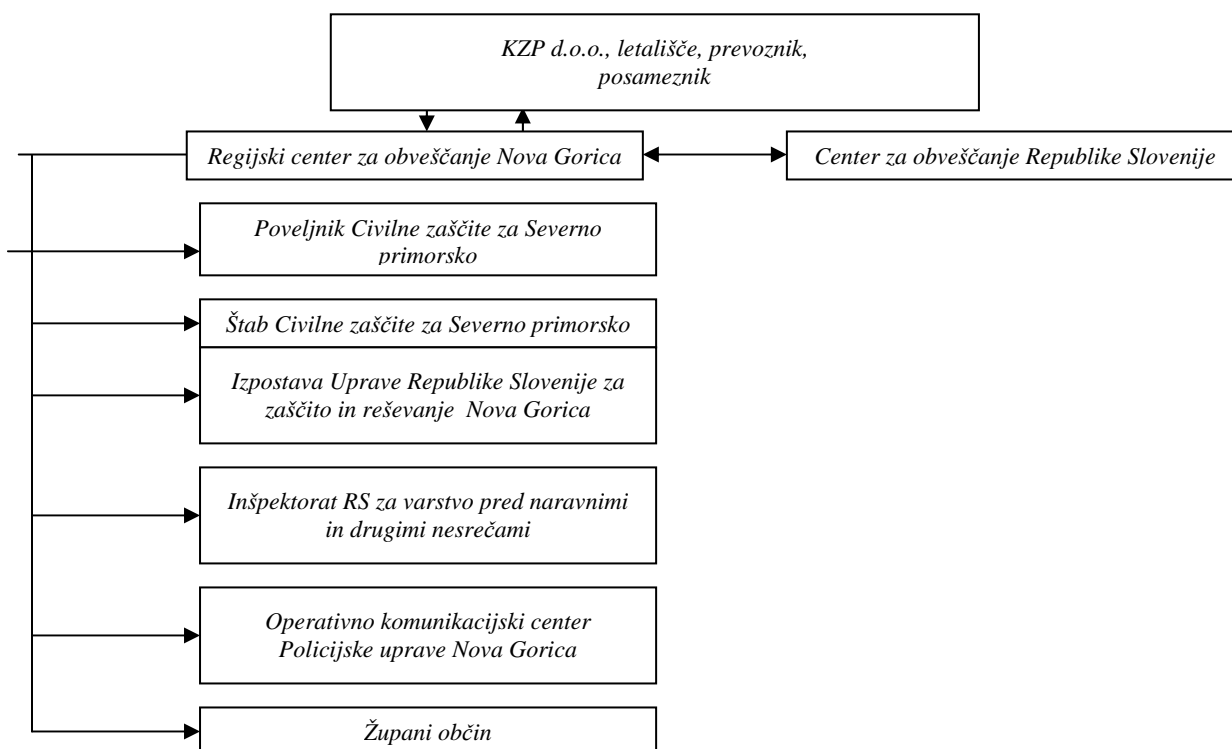 KZP d.o.o., letališče, prevoznik,
posameznik
Regijski center za obveščanje Nova Gorica
Center za obveščanje Republike Slovenije
Poveljnik Civilne zaščite za Severno
primorsko
Štab Civilne zaščite za Severno primorsko
Izpostava Uprave Republike Slovenije za
zaščito in reševanje Nova Gorica
Inšpektorat RS za varstvo pred naravnimi
in drugimi nesrečami
Operativno komunikacijski center
Policijske uprave Nova Gorica
Župani občin